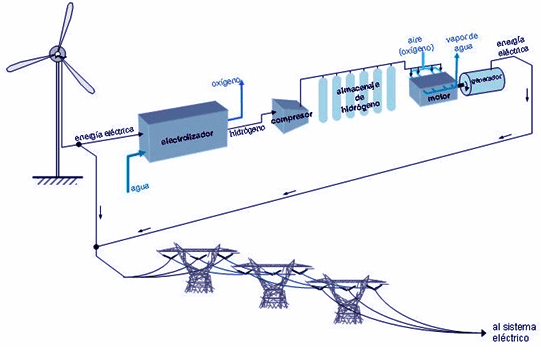 energía eléctrica
electrolizador
agua
oxígeno
hidrógeno
compresor
almacenaje
de
hidrógeno
aire
(oxígeno)
vapor de
agua
motor
generador
energía
eléctrica
al sistema
eléctrico